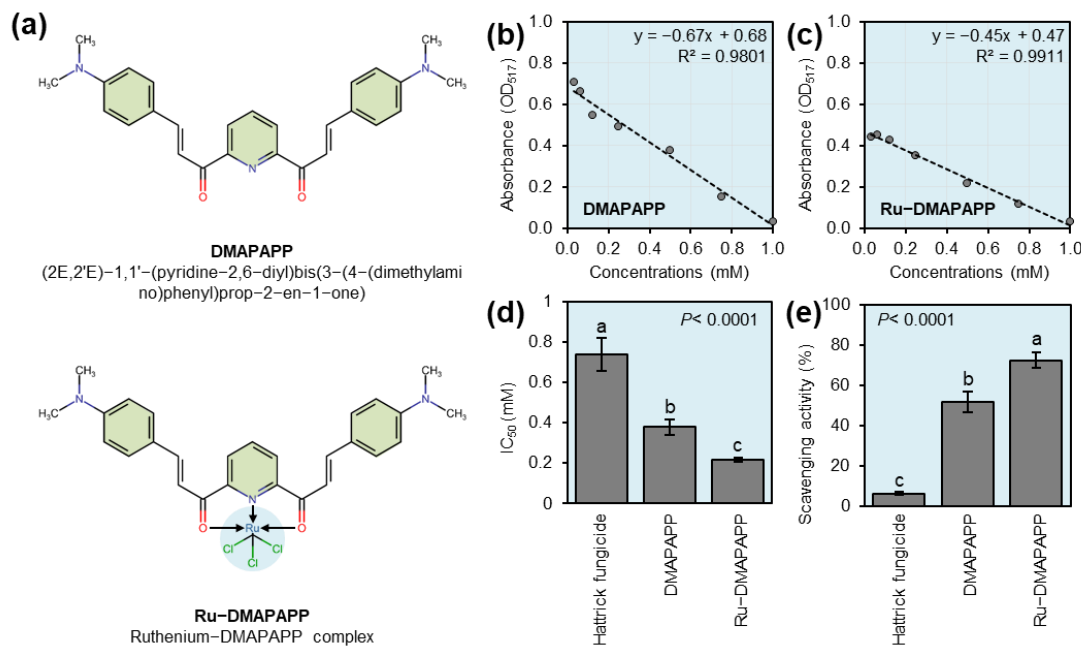 (a)
CH₃
H₃C
N
CH₃
N
CH₃
N
O
O
DMAPAPP
(2E,2'E)−1,1'−(pyridine−2,6−diyl)bis(3−(4−(dimethylami
no)phenyl)prop−2−en−1−one)
CH₃
H₃C
N
CH₃
N
CH₃
N
O
Ru
O
Cl
Cl
Cl
Ru−DMAPAPP
Ruthenium−DMAPAPP complex
(b)
y = −0.67x + 0.68
R² = 0.9801
Absorbance (OD₅₁₇)
1.0
0.8
0.6
0.4
0.2
0.0
DMAPAPP
0.0 0.2 0.4 0.6 0.8 1.0
Concentrations (mM)
(c)
y = −0.45x + 0.47
R² = 0.9911
Absorbance (OD₅₁₇)
1.0
0.8
0.6
0.4
0.2
0.0
Ru−DMAPAPP
0.0 0.2 0.4 0.6 0.8 1.0
Concentrations (mM)
(d)
P< 0.0001
IC₅₀ (mM)
1
0.8
0.6
0.4
0.2
0
a
b
c
Hattrick fungicide
DMAPAPP
Ru−DMAPAPP
(e)
P< 0.0001
Scavenging activity (%)
100
80
60
40
20
0
c
b
a
Hattrick fungicide
DMAPAPP
Ru−DMAPAPP